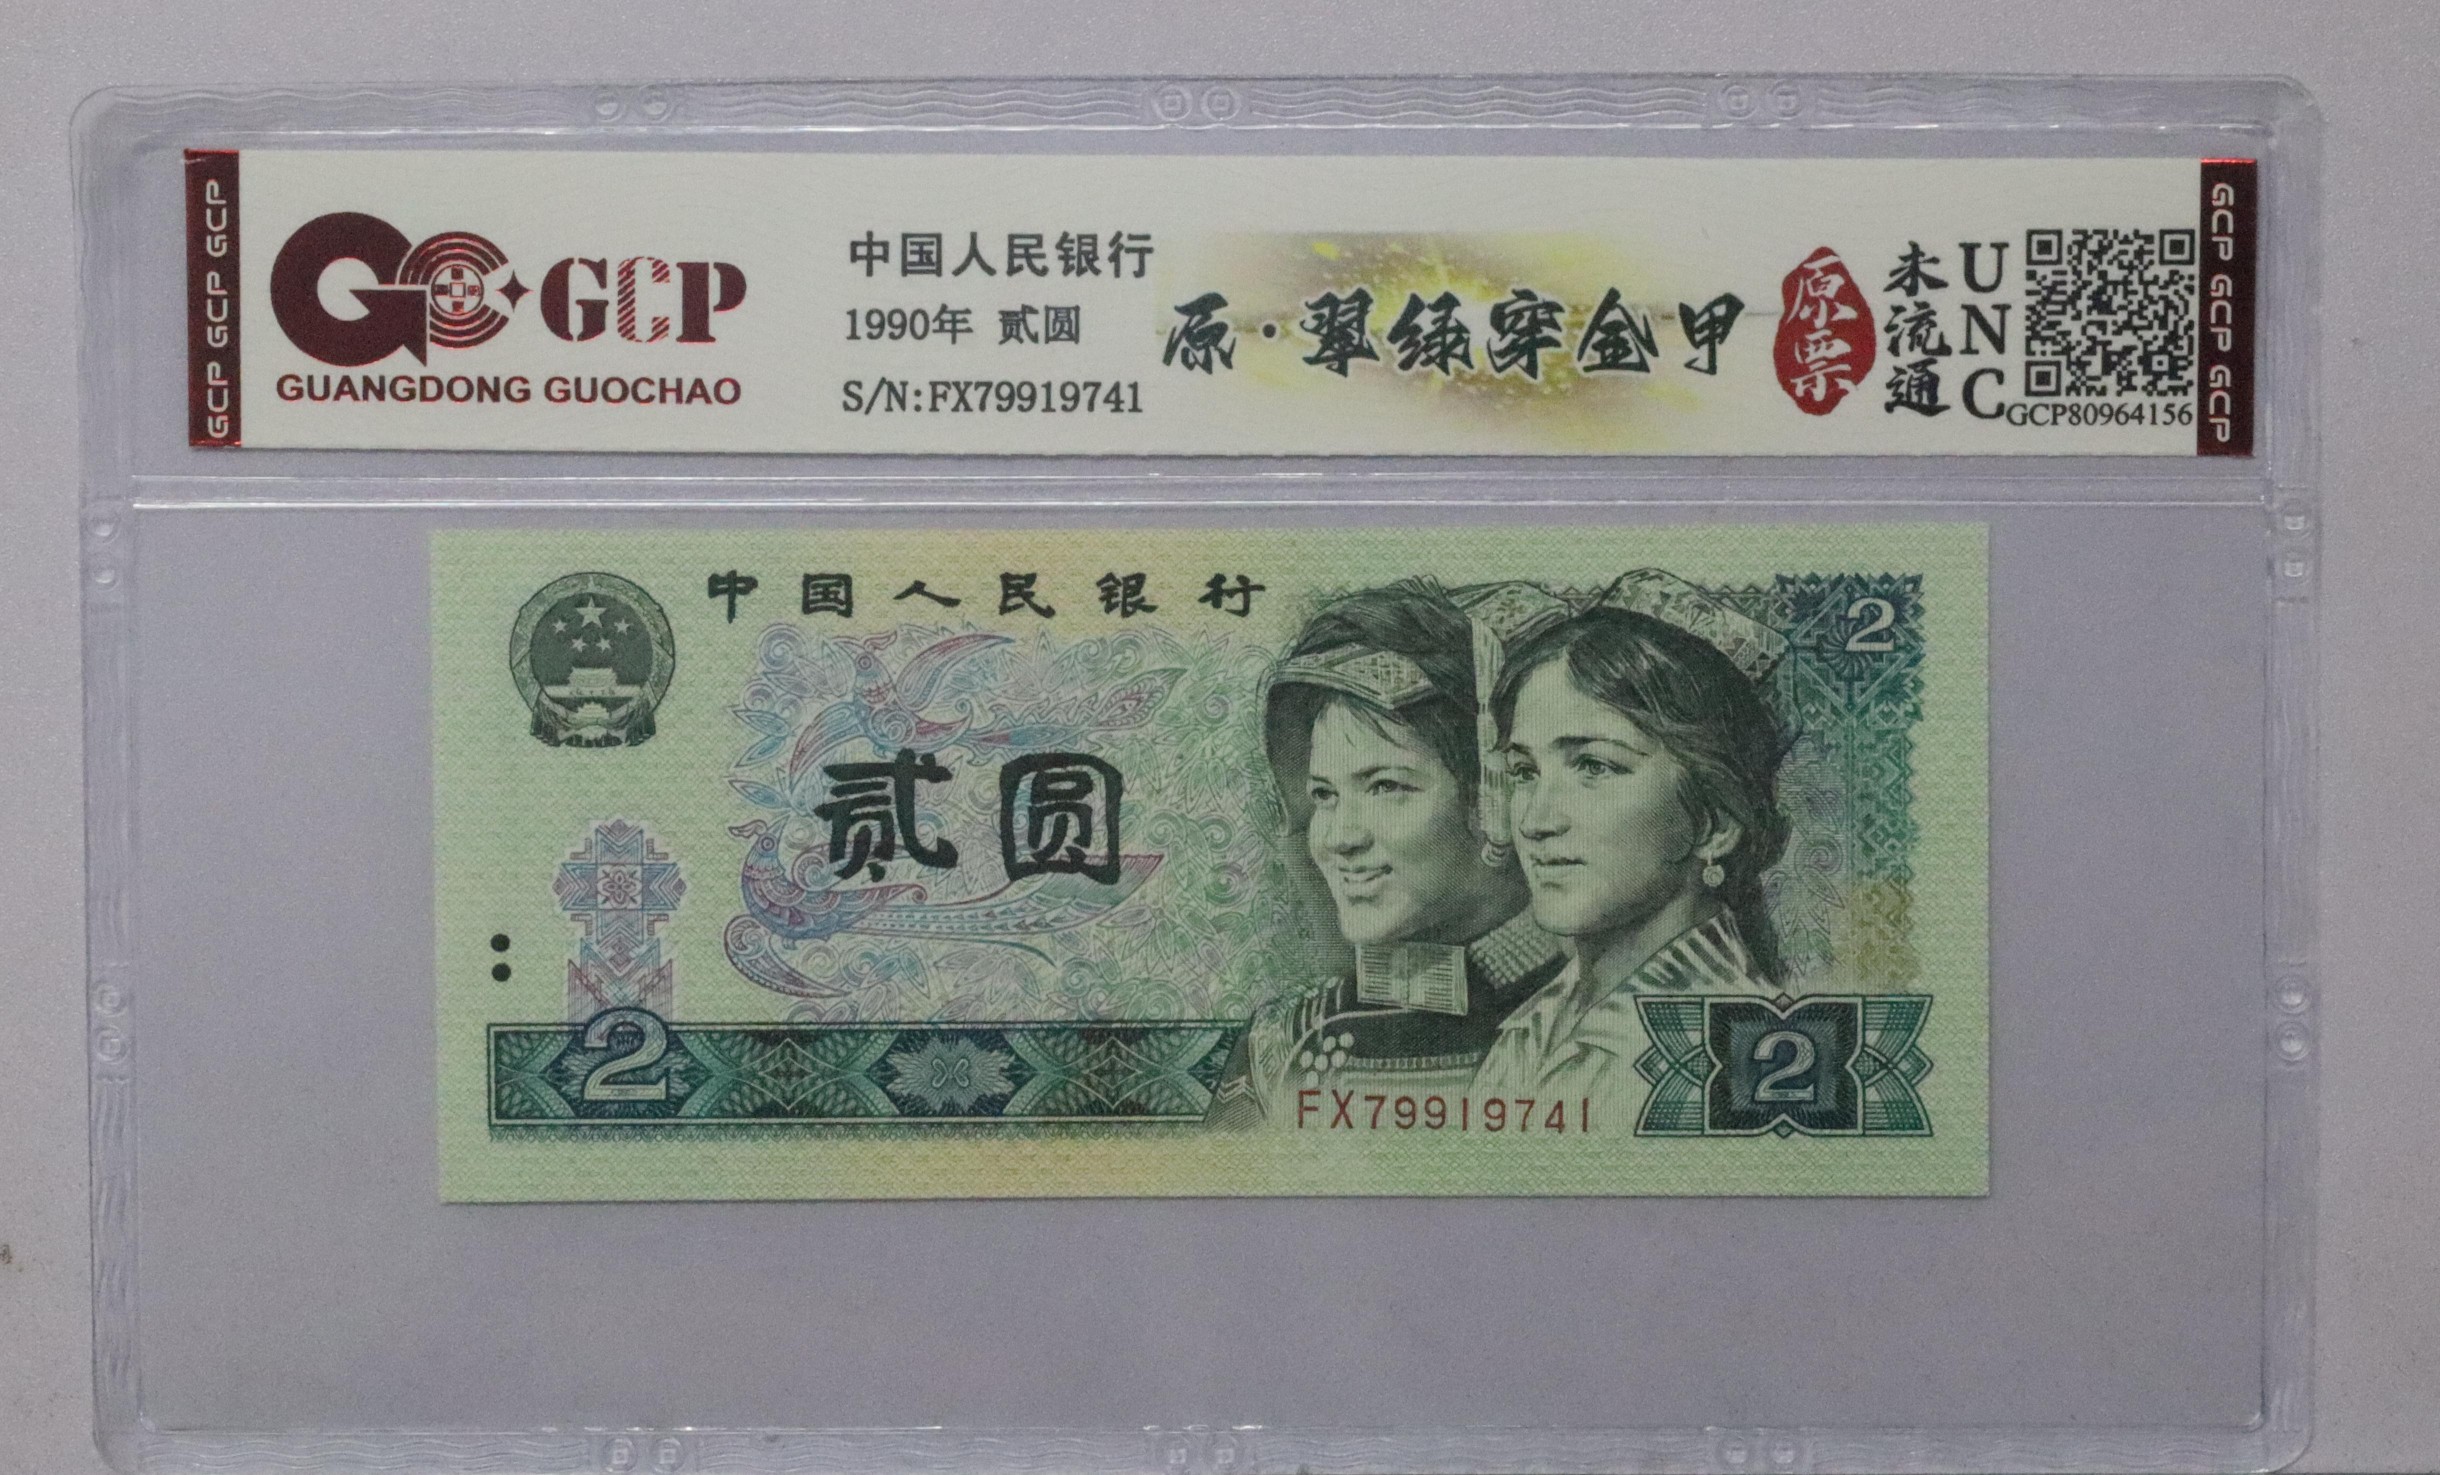 GCP GCP GCP
GCP
GUANGDONG GUOCHAO
中国人民银行
1990年 贰圆
S/N:FX79919741
原·翠绿穿金甲
原票
未流通
UNC
GCP80964156
GCP GCP GCP
中国人民银行
2
贰圆
2
FX79919741
2